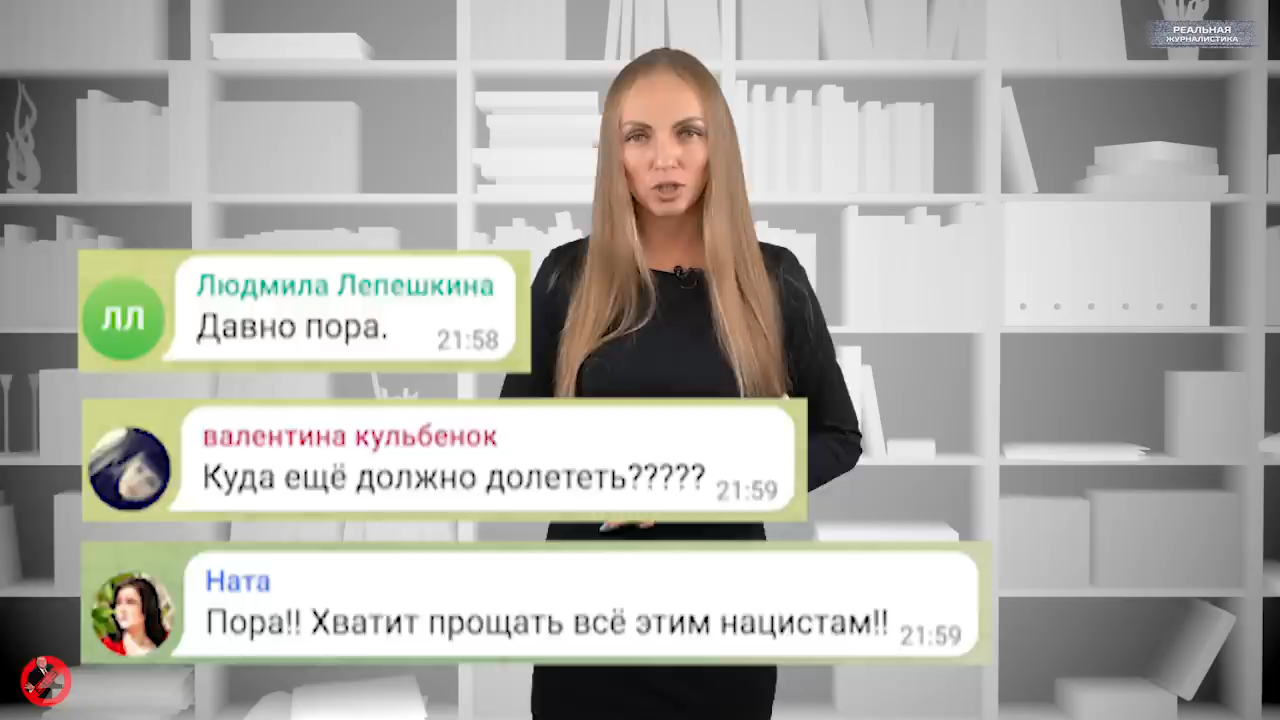 РЕАЛЬНАЯ
ЖУРНАЛИСТИКА
ЛЛ
Людмила Лепешкина
Давно пора.
21:58
валентина кульбенок
Куда ещё должно долететь?????
21:59
Ната
Пора!! Хватит прощать всё этим нацистам!!
21:59